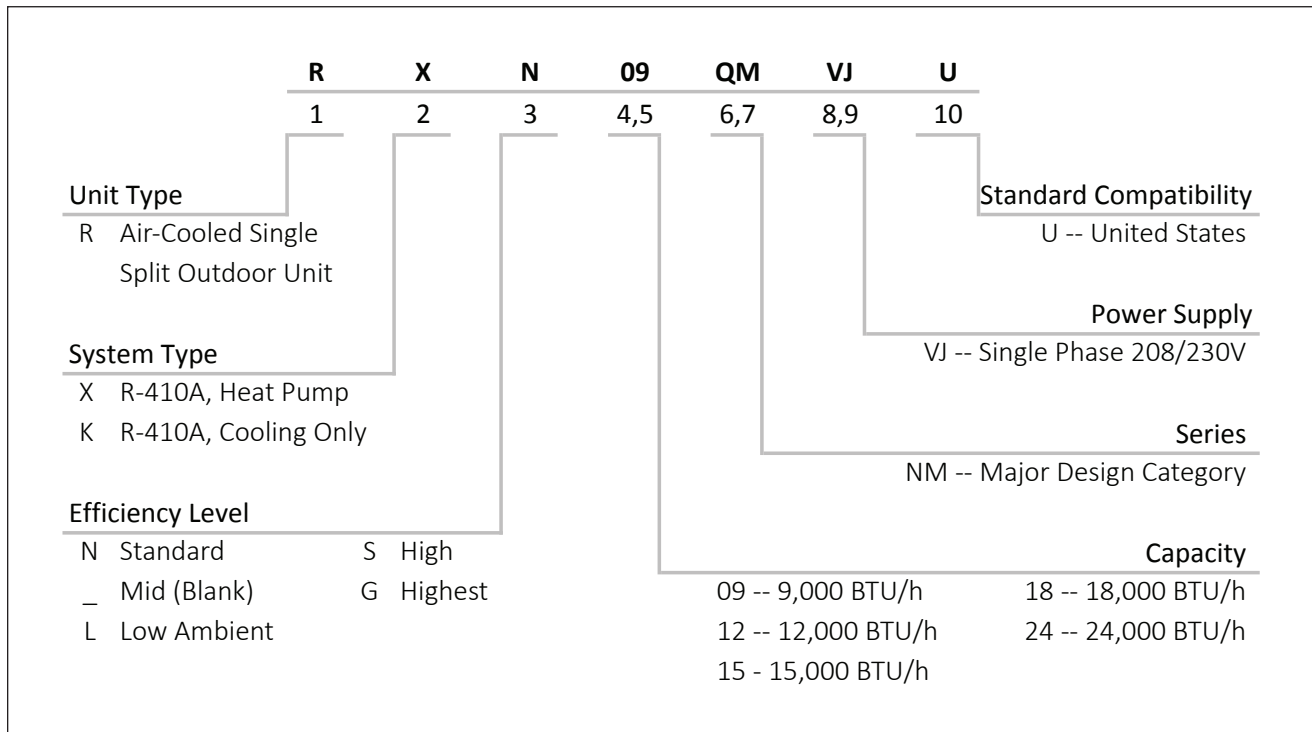 R X N 09 QM VJ U
1 2 3 4,5 6,7 8,9 10
Unit Type
R Air-Cooled Single
Split Outdoor Unit
System Type
X R-410A, Heat Pump
K R-410A, Cooling Only
Efficiency Level
N Standard S High
_ Mid (Blank) G Highest
L Low Ambient
Standard Compatibility
U -- United States
Power Supply
VJ -- Single Phase 208/230V
Series
NM -- Major Design Category
Capacity
09 -- 9,000 BTU/h 18 -- 18,000 BTU/h
12 -- 12,000 BTU/h 24 -- 24,000 BTU/h
15 - 15,000 BTU/h